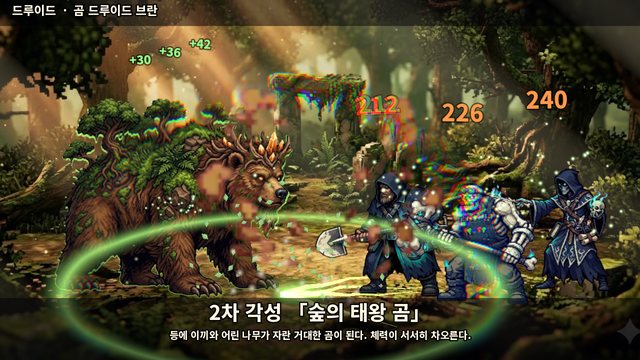 드루이드 · 곰 드루이드 브란
+30 +36 +42
212 226 240
2차 각성 「숲의 태왕 곰」
등에 이끼와 어린 나무가 자란 거대한 곰이 된다. 체력이 서서히 차오른다.